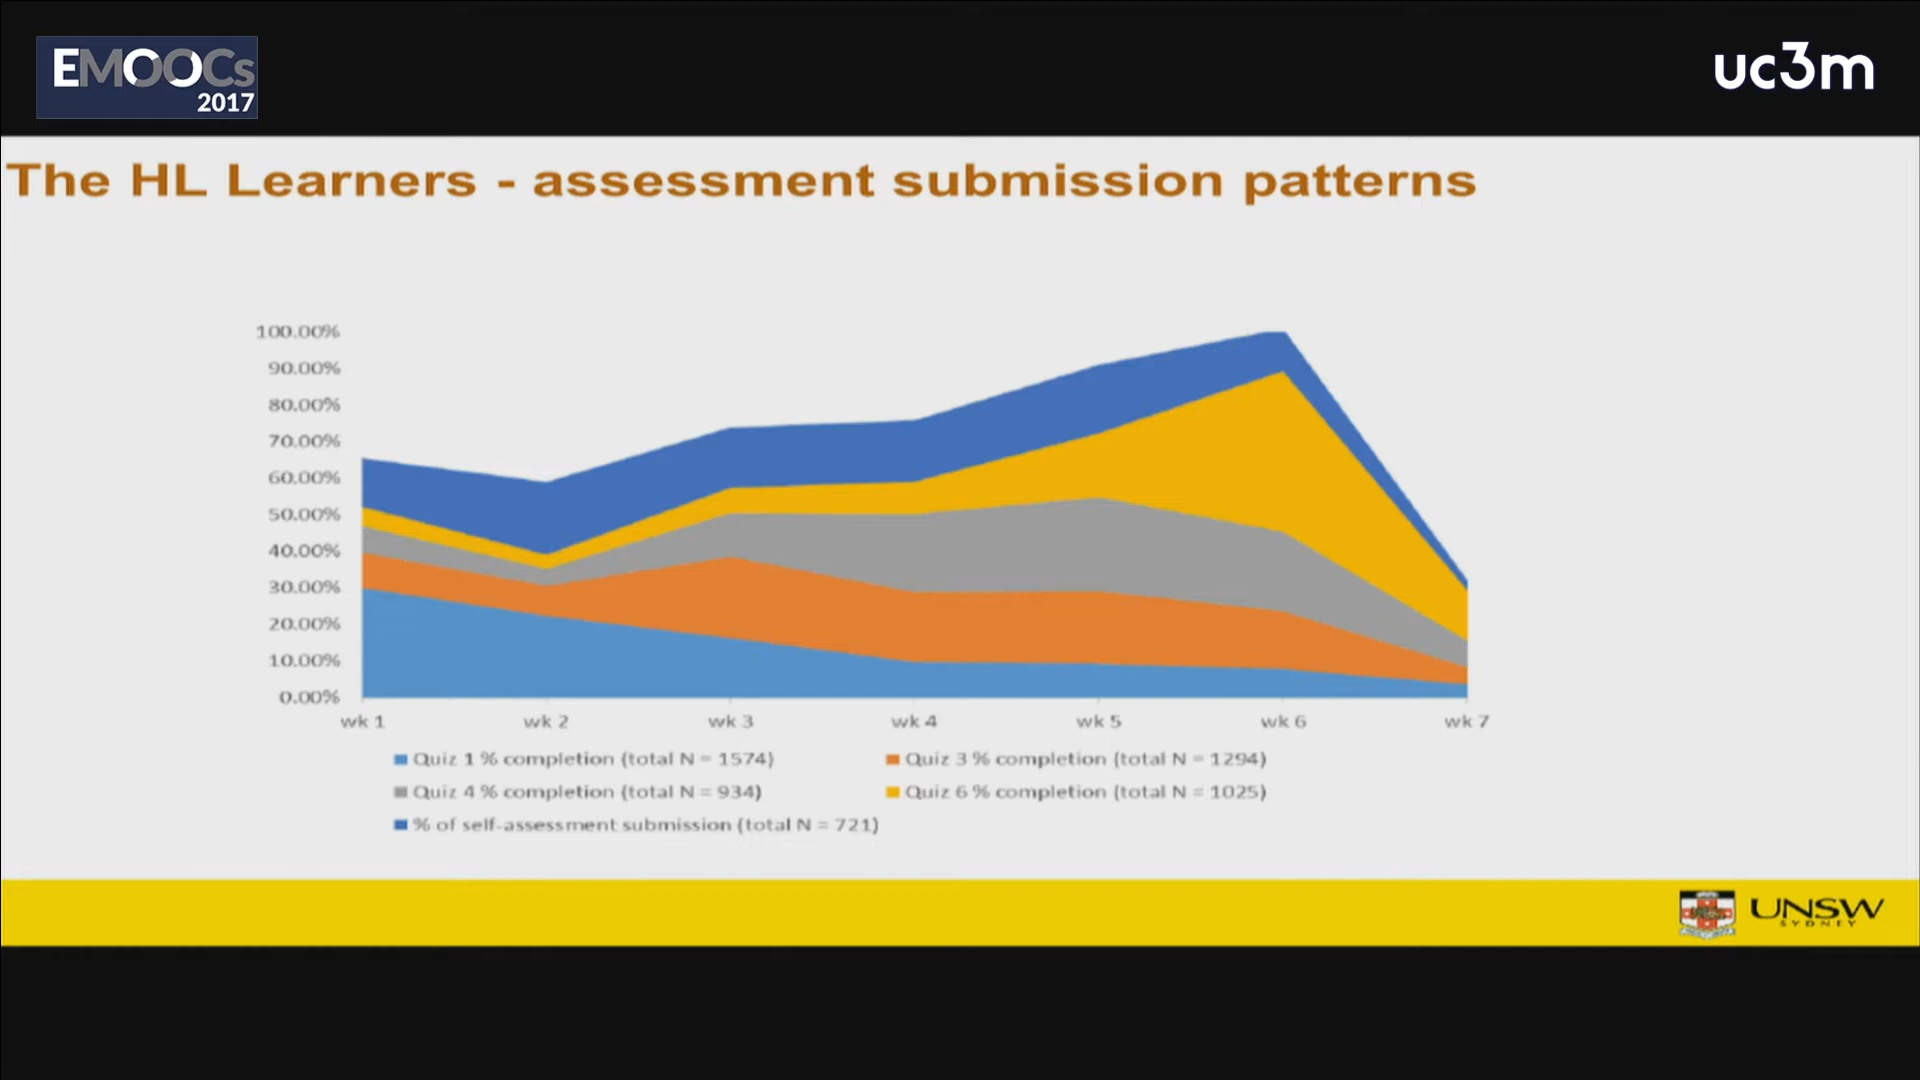 EMOOCs
2017
uc3m
The HL Learners - assessment submission patterns
100.00%
90.00%
80.00%
70.00%
60.00%
50.00%
40.00%
30.00%
20.00%
10.00%
0.00%
wk 1 wk 2 wk 3 wk 4 wk 5 wk 6 wk 7
Quiz 1 % completion (total N = 1574) Quiz 3 % completion (total N = 1294)
Quiz 4 % completion (total N = 934) Quiz 6 % completion (total N = 1025)
% of self-assessment submission (total N = 721)
UNSW
SYDNEY